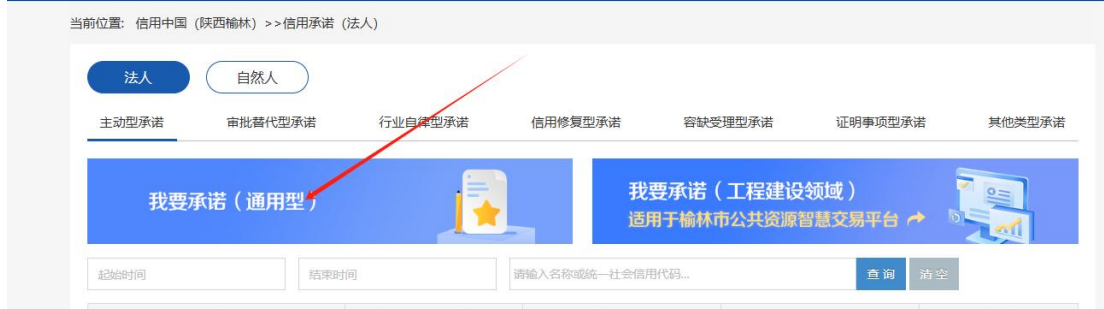 当前位置: 信用中国（陕西榆林）>>信用承诺（法人）
法人 自然人
主动型承诺 审批替代型承诺 行业自律型承诺 信用修复型承诺 容缺受理型承诺 证明事项型承诺 其他类型承诺
我要承诺（通用型）
我要承诺（工程建设领域）
适用于榆林市公共资源智慧交易平台
起始时间 结束时间 请输入名称或统一社会信用代码... 查询 清空